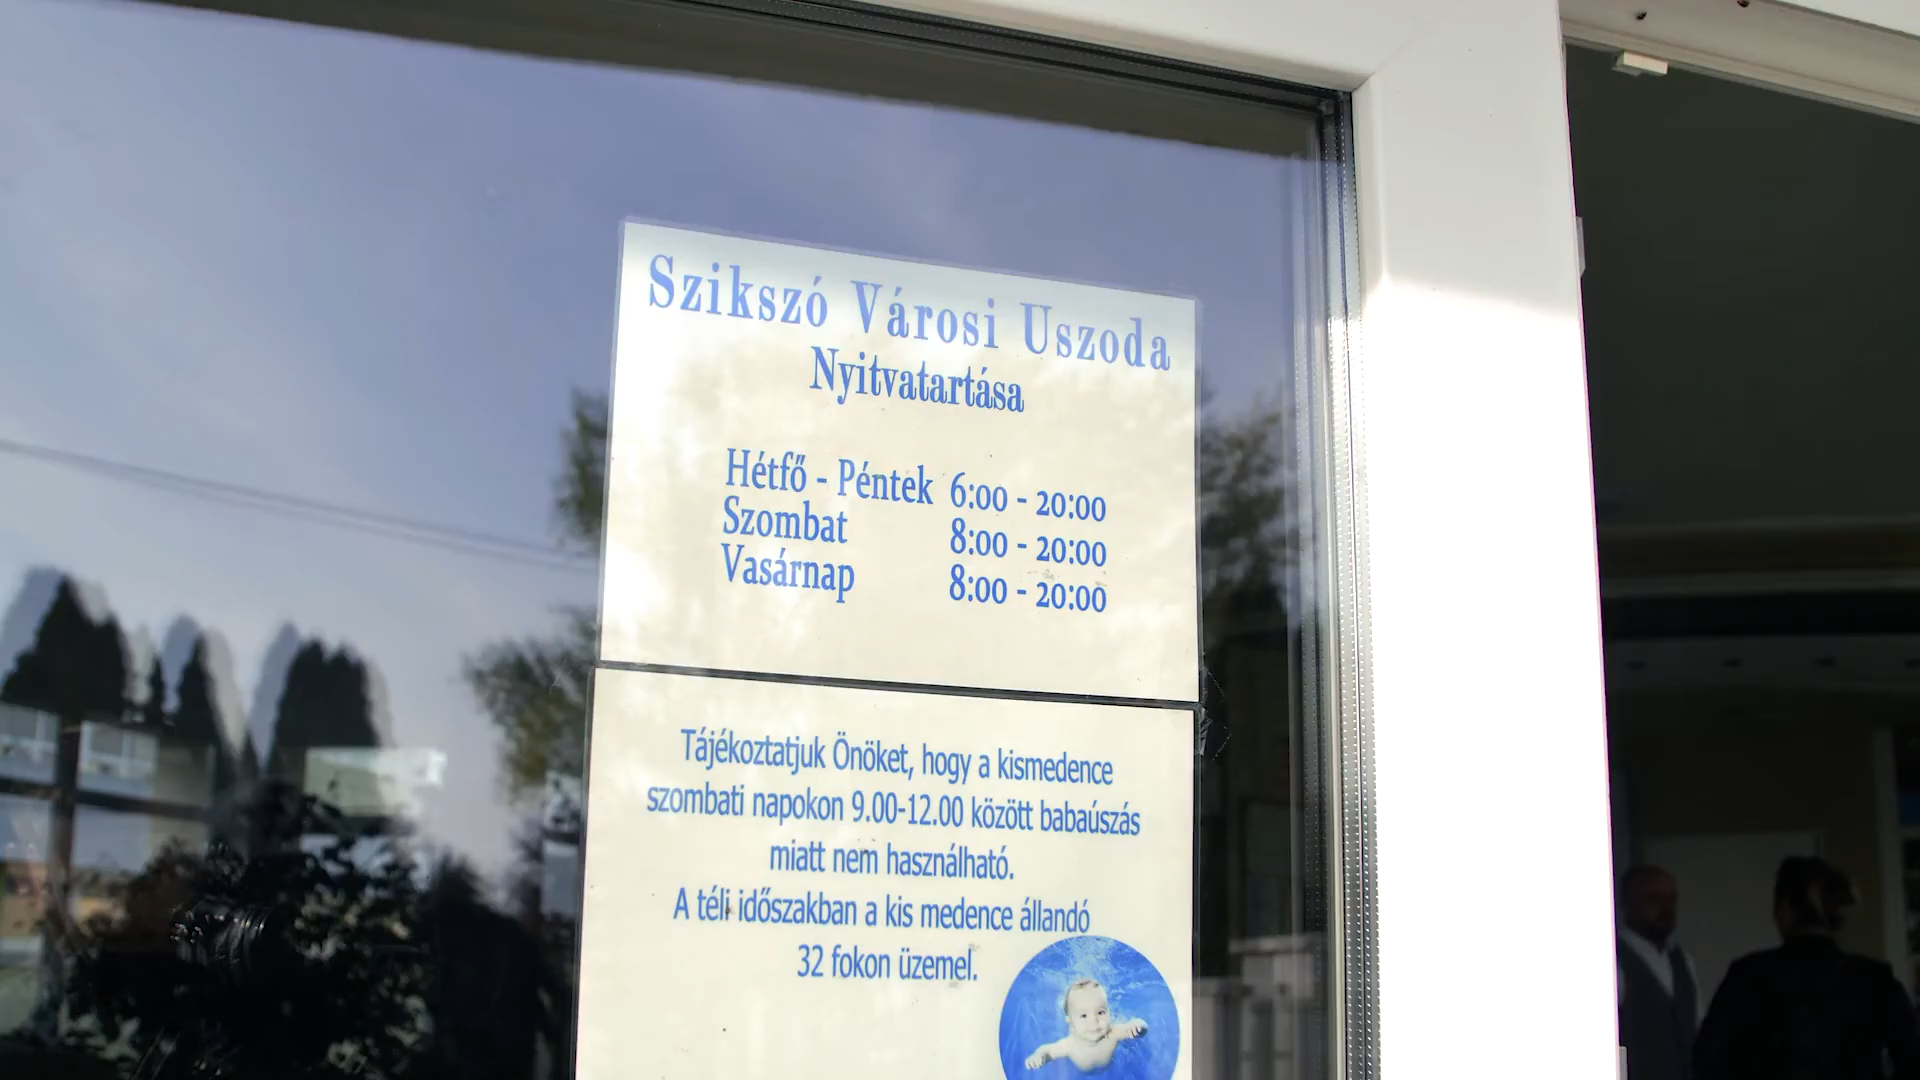 Szikszó Városi Uszoda
Nyitvatartása
Hétfő - Péntek 6:00 - 20:00
Szombat 8:00 - 20:00
Vasárnap 8:00 - 20:00
Tájékoztatjuk Önöket, hogy a kismedence
szombati napokon 9.00-12.00 között babaúszás
miatt nem használható.
A téli időszakban a kis medence állandó
32 fokon üzemel.